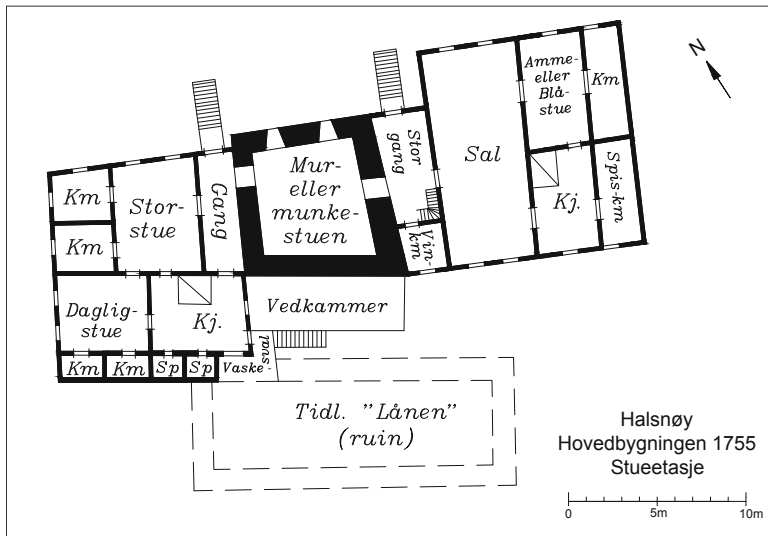 N
Km
Km
Stor-
stue
Gang
Mur-
eller
munke-
stuen
Stor
gang
Vin-
km
Sal
Amme-
eller
Blå-
stue
Km
Kj.
Spis-km
Daglig-
stue
Kj.
Vedkammer
Km
Km
Sp
Sp
Vaske-
sval
Tidl. "Lånen"
(ruin)
Halsnøy
Hovedbygningen 1755
Stueetasje
0 5m 10m